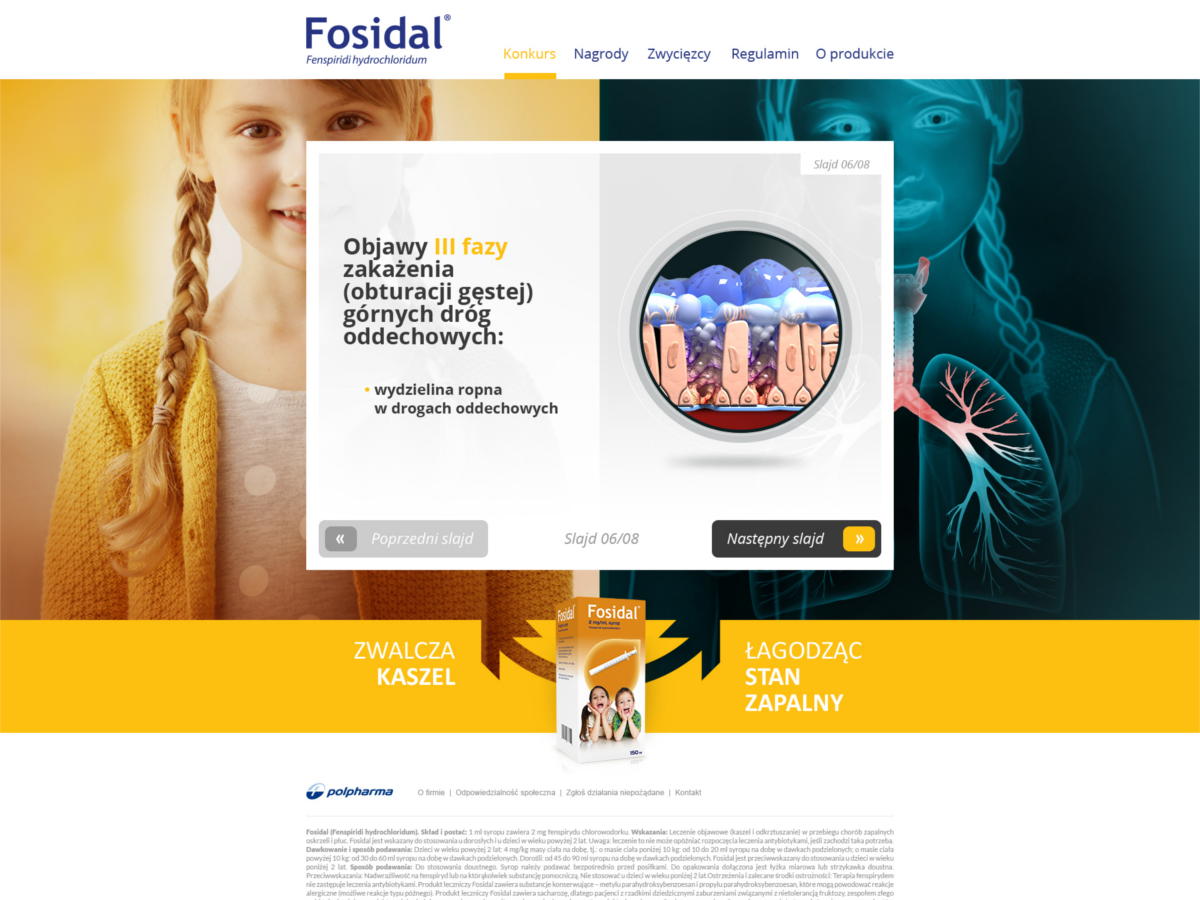 Fosidal®
Fenspiridi hydrochloridum
Konkurs Nagrody Zwycięzcy Regulamin O produkcie
Slajd 06/08
Objawy III fazy
zakażenia
(obturacji gęstej)
górnych dróg
oddechowych:
• wydzielina ropna
w drogach oddechowych
« Poprzedni slajd Slajd 06/08 Następny slajd »
ZWALCZA
KASZEL
Fosidal
Fosidal
2 mg/ml, syrop
150 ml
ŁAGODZĄC
STAN
ZAPALNY
polpharma O firmie | Odpowiedzialność społeczna | Zgłoś działania niepożądane | Kontakt
Fosidal (Fenspiridi hydrochloridum). Skład i postać: 1 ml syropu zawiera 2 mg fenspirydu chlorowodorku. Wskazania: Leczenie objawowe (kaszel i odkrztuszanie) w przebiegu chorób zapalnych
oskrzeli i płuc. Fosidal jest wskazany do stosowania u dorosłych i u dzieci w wieku powyżej 2 lat. Uwaga: leczenie to nie może opóźniać rozpoczęcia leczenia antybiotykami, jeśli zachodzi taka potrzeba.
Dawkowanie i sposób podawania: Dzieci w wieku powyżej 2 lat: 4 mg/kg masy ciała na dobę, tj.: o masie ciała poniżej 10 kg: od 10 do 20 ml syropu na dobę w dawkach podzielonych; o masie ciała
powyżej 10 kg: od 30 do 60 ml syropu na dobę w dawkach podzielonych. Dorośli: od 45 do 90 ml syropu na dobę w dawkach podzielonych. Fosidal jest przeciwwskazany do stosowania u dzieci w wieku
poniżej 2 lat. Sposób podawania: Do stosowania doustnego. Syrop należy podawać bezpośrednio przed posiłkami. Do opakowania dołączona jest łyżka miarowa lub strzykawka doustna.
Przeciwwskazania: Nadwrażliwość na fenspiryd lub na którąkolwiek substancję pomocniczą. Nie stosować u dzieci w wieku poniżej 2 lat Ostrzeżenia i zalecane środki ostrożności: Terapia fenspirydem
nie zastępuje leczenia antybiotykami. Produkt leczniczy Fosidal zawiera substancje konserwujące – metylu parahydroksybenzoesan i propylu parahydroksybenzoesan, które mogą powodować reakcje
alergiczne (możliwe reakcje typu późnego). Produkt leczniczy Fosidal zawiera sacharozę, dlatego pacjenci z rzadkimi dziedzicznymi zaburzeniami związanymi z nietolerancją fruktozy, zespołem złego